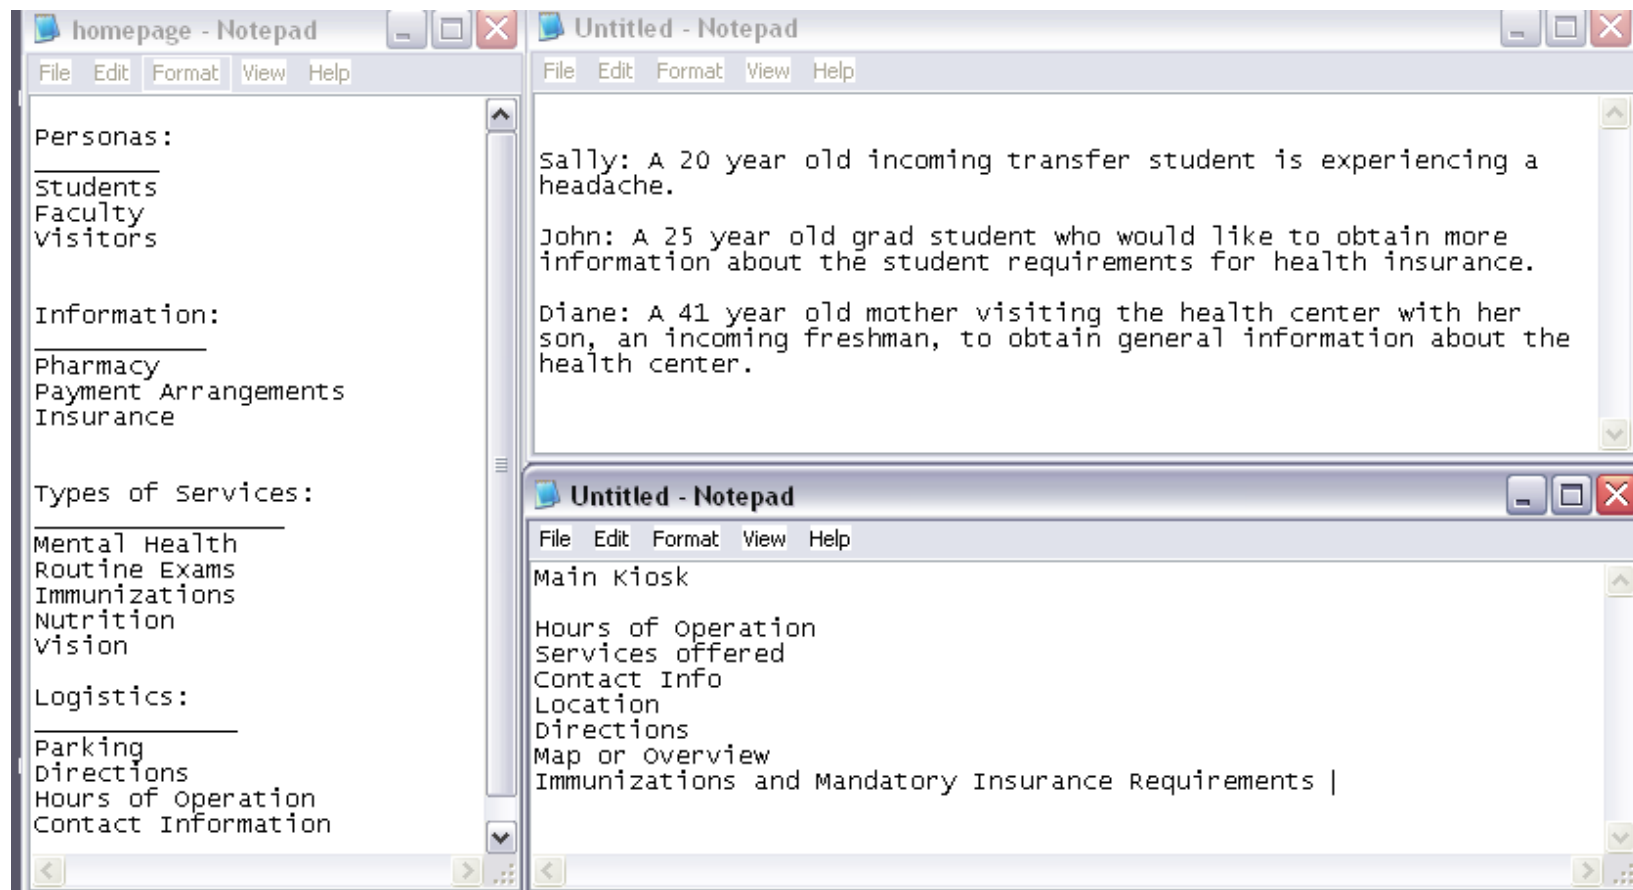 homepage - Notepad
File Edit Format View Help
Personas:
Students
Faculty
Visitors
Information:
Pharmacy
Payment Arrangements
Insurance
Types of Services:
Mental Health
Routine Exams
Immunizations
Nutrition
Vision
Logistics:
Parking
Directions
Hours of Operation
Contact Information
Untitled - Notepad
File Edit Format View Help
Sally: A 20 year old incoming transfer student is experiencing a
headache.
John: A 25 year old grad student who would like to obtain more
information about the student requirements for health insurance.
Diane: A 41 year old mother visiting the health center with her
son, an incoming freshman, to obtain general information about the
health center.
Untitled - Notepad
File Edit Format View Help
Main Kiosk
Hours of Operation
Services offered
Contact Info
Location
Directions
Map or Overview
Immunizations and Mandatory Insurance Requirements